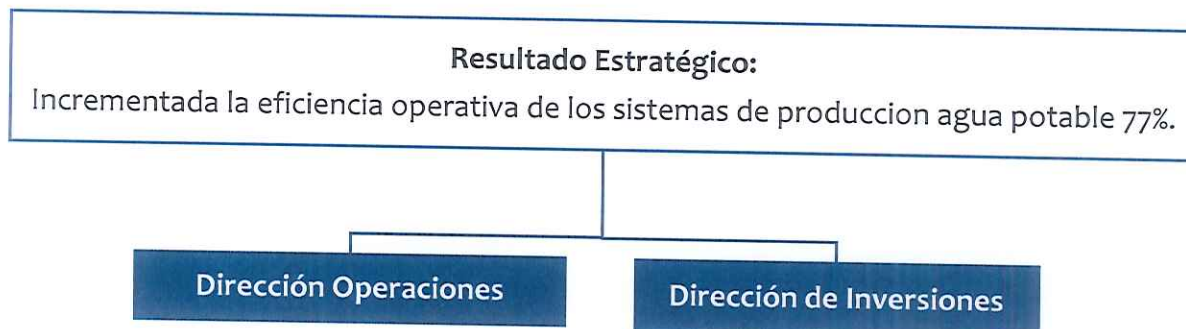 Resultado Estratégico:
Incrementada la eficiencia operativa de los sistemas de produccion agua potable 77%.
Dirección Operaciones
Dirección de Inversiones